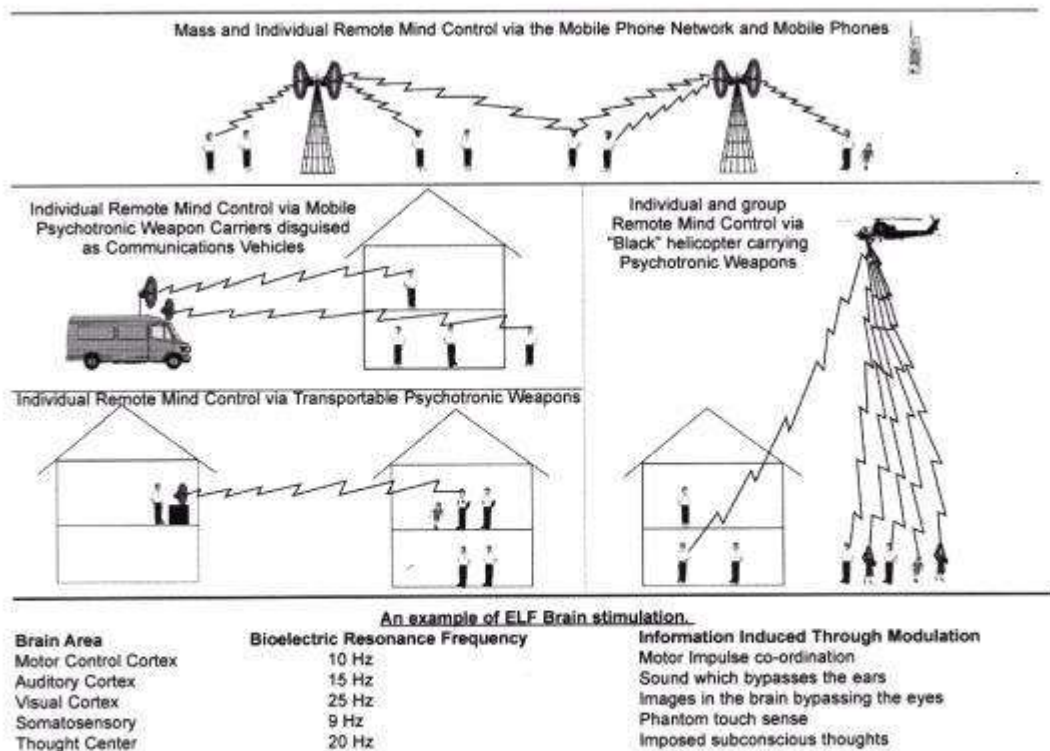 Mass and Individual Remote Mind Control via the Mobile Phone Network and Mobile Phones
Individual Remote Mind Control via Mobile
Psychotronic Weapon Carriers disguised
as Communications Vehicles
Individual and group
Remote Mind Control via
"Black" helicopter carrying
Psychotronic Weapons
Individual Remote Mind Control via Transportable Psychotronic Weapons
An example of ELF Brain stimulation.
Brain Area Bioelectric Resonance Frequency Information Induced Through Modulation
Motor Control Cortex 10 Hz Motor Impulse co-ordination
Auditory Cortex 15 Hz Sound which bypasses the ears
Visual Cortex 25 Hz Images in the brain bypassing the eyes
Somatosensory 9 Hz Phantom touch sense
Thought Center 20 Hz Imposed subconscious thoughts